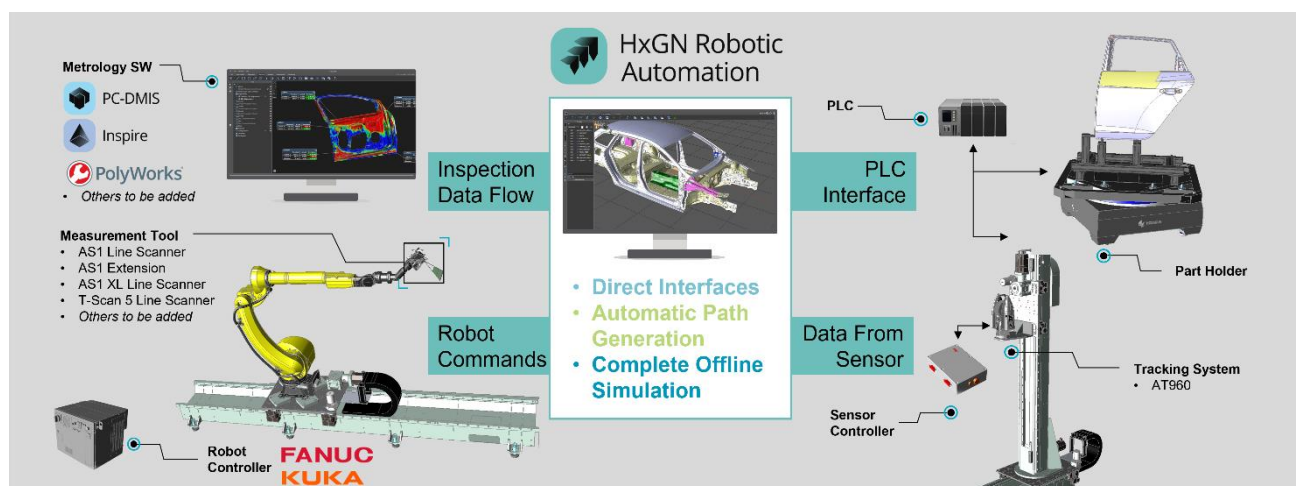 HxGN Robotic
Automation
Metrology SW
PC-DMIS
Inspire
PolyWorks
• Others to be added
Inspection
Data Flow
PLC
PLC
Interface
Measurement Tool
• AS1 Line Scanner
• AS1 Extension
• AS1 XL Line Scanner
• T-Scan 5 Line Scanner
• Others to be added
Part Holder
• Direct Interfaces
• Automatic Path
Generation
• Complete Offline
Simulation
Robot
Commands
Data From
Sensor
Tracking System
• AT960
Sensor
Controller
Robot
Controller
FANUC
KUKA